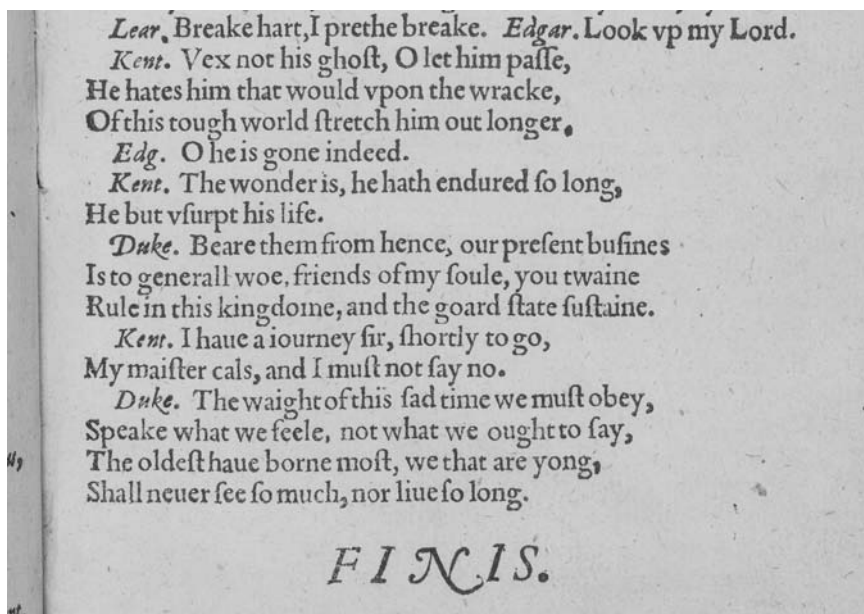 Lear. Breake hart, I prethe breake. Edgar. Look vp my Lord.
Kent. Vex not his ghoſt, O let him paſſe,
He hates him that would vpon the wracke,
Of this tough world ſtretch him out longer.
Edg. O he is gone indeed.
Kent. The wonder is, he hath endured ſo long,
He but vſurpt his life.
Duke. Beare them from hence, our preſent buſines
Is to generall woe, friends of my ſoule, you twaine
Rule in this kingdome, and the goard ſtate ſuſtaine.
Kent. I haue a iourney ſir, ſhortly to go,
My maiſter cals, and I muſt not ſay no.
Duke. The waight of this ſad time we muſt obey,
Speake what we feele, not what we ought to ſay,
The oldeſt haue borne moſt, we that are yong,
Shall neuer ſee ſo much, nor liue ſo long.
FINIS.